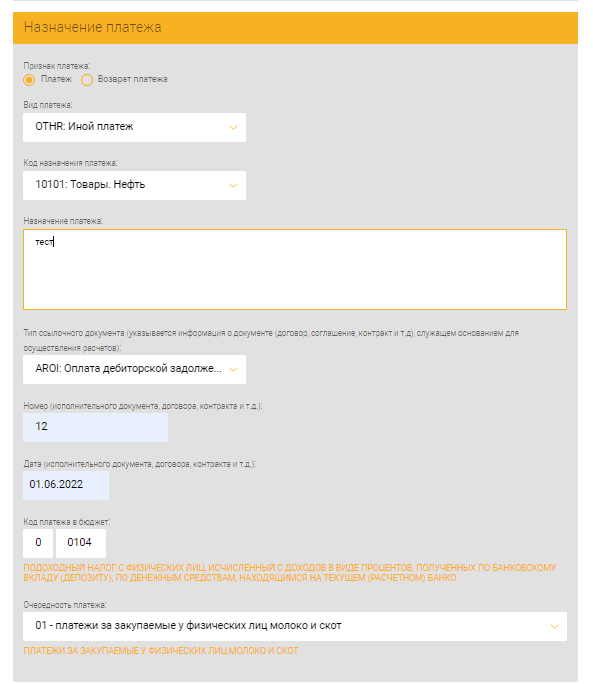 Назначение платежа
Признак платежа:
Платеж Возврат платежа
Вид платежа:
OTHR: Иной платеж
Код назначения платежа:
10101: Товары. Нефть
Назначение платежа:
тест
Тип ссылочного документа (указывается информация о документе (договор, соглашение, контракт и т.д), служащем основанием для
осуществления расчетов):
AROI: Оплата дебиторской задолже...
Номер (исполнительного документа, договора, контракта и т.д.):
12
Дата (исполнительного документа, договора, контракта и т.д.):
01.06.2022
Код платежа в бюджет:
0 0104
ПОДОХОДНЫЙ НАЛОГ С ФИЗИЧЕСКИХ ЛИЦ, ИСЧИСЛЕННЫЙ С ДОХОДОВ В ВИДЕ ПРОЦЕНТОВ, ПОЛУЧЕННЫХ ПО БАНКОВСКОМУ
ВКЛАДУ (ДЕПОЗИТУ), ПО ДЕНЕЖНЫМ СРЕДСТВАМ, НАХОДЯЩИМСЯ НА ТЕКУЩЕМ (РАСЧЕТНОМ) БАНКО
Очередность платежа:
01 - платежи за закупаемые у физических лиц молоко и скот
ПЛАТЕЖИ ЗА ЗАКУПАЕМЫЕ У ФИЗИЧЕСКИХ ЛИЦ МОЛОКО И СКОТ